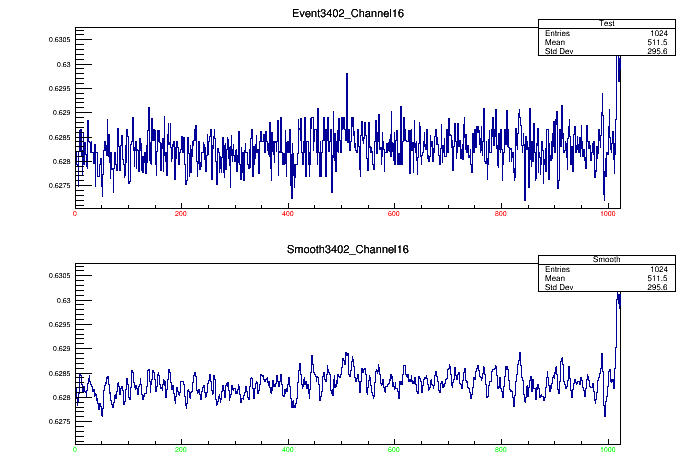 Event3402_Channel16
Test
Entries 1024
Mean 511.5
Std Dev 295.6
0.6305
0.63
0.6295
0.629
0.6285
0.628
0.6275
0 200 400 600 800 1000
Smooth3402_Channel16
Smooth
Entries 1024
Mean 511.5
Std Dev 295.6
0.6305
0.63
0.6295
0.629
0.6285
0.628
0.6275
0 200 400 600 800 1000